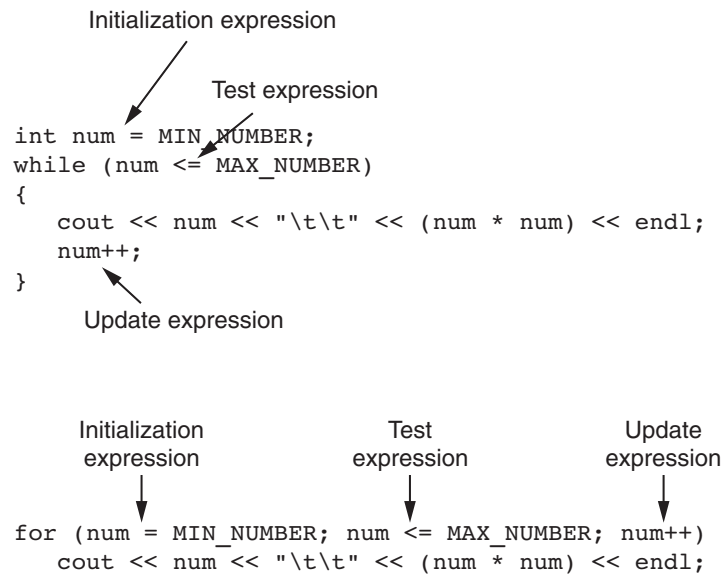 Initialization expression
Test expression
int num = MIN_NUMBER;
while (num <= MAX_NUMBER)
{
   cout << num << "\t\t" << (num * num) << endl;
   num++;
}
Update expression
Initialization
expression
Test
expression
Update
expression
for (num = MIN_NUMBER; num <= MAX_NUMBER; num++)
   cout << num << "\t\t" << (num * num) << endl;